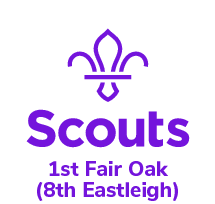 Scouts
1st Fair Oak
(8th Eastleigh)